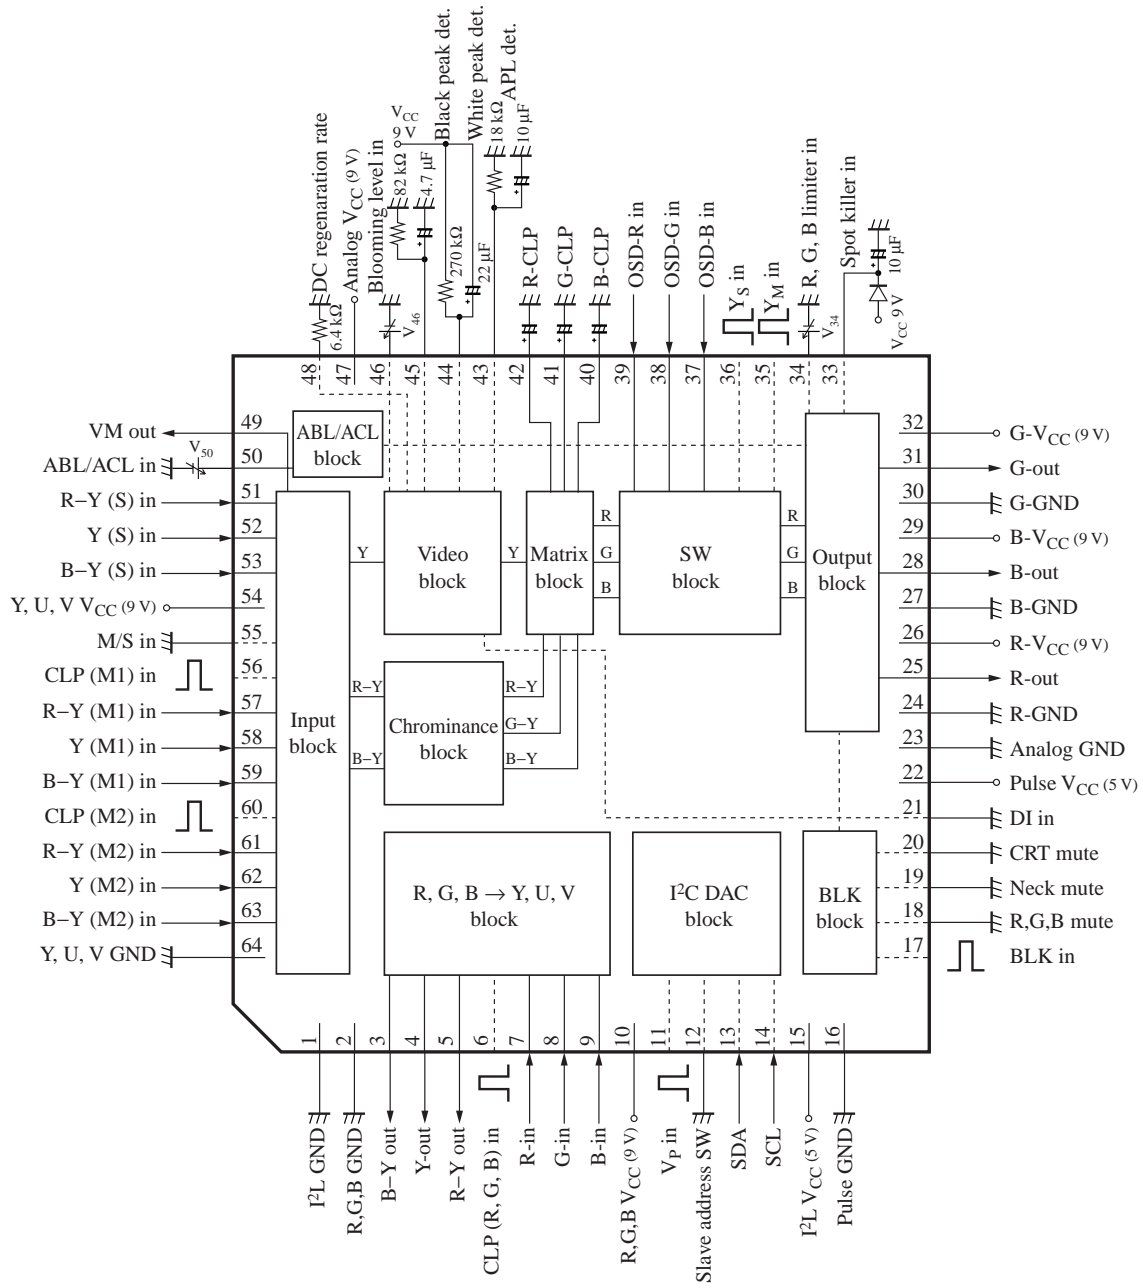 DC regenaration rate
6.4 kΩ
Analog VCC (9 V)
Blooming level in
V46
82 kΩ
4.7 µF
VCC
9 V
Black peak det.
270 kΩ
White peak det.
22 µF
18 kΩ
APL det.
10 µF
R-CLP
G-CLP
B-CLP
OSD-R in
OSD-G in
OSD-B in
YS in
YM in
R, G, B limiter in
V34
Spot killer in
10 µF
VCC 9 V
48
47
46
45
44
43
42
41
40
39
38
37
36
35
34
33
VM out
49
ABL/ACL in
V50
50
R−Y (S) in
51
Y (S) in
52
B−Y (S) in
53
Y, U, V VCC (9 V)
54
M/S in
55
CLP (M1) in
56
R−Y (M1) in
57
Y (M1) in
58
B−Y (M1) in
59
CLP (M2) in
60
R−Y (M2) in
61
Y (M2) in
62
B−Y (M2) in
63
Y, U, V GND
64
ABL/ACL
block
Input
block
Y
Video
block
Y
Matrix
block
R
G
B
SW
block
R
G
B
Output
block
R−Y
B−Y
Chrominance
block
R−Y
G−Y
B−Y
R, G, B → Y, U, V
block
I²C DAC
block
BLK
block
32
G-VCC (9 V)
31
G-out
30
G-GND
29
B-VCC (9 V)
28
B-out
27
B-GND
26
R-VCC (9 V)
25
R-out
24
R-GND
23
Analog GND
22
Pulse VCC (5 V)
21
DI in
20
CRT mute
19
Neck mute
18
R,G,B mute
17
BLK in
1
2
3
4
5
6
7
8
9
10
11
12
13
14
15
16
I²L GND
R,G,B GND
B−Y out
Y-out
R−Y out
CLP (R, G, B) in
R-in
G-in
B-in
R,G,B VCC (9 V)
VP in
Slave address SW
SDA
SCL
I²L VCC (5 V)
Pulse GND